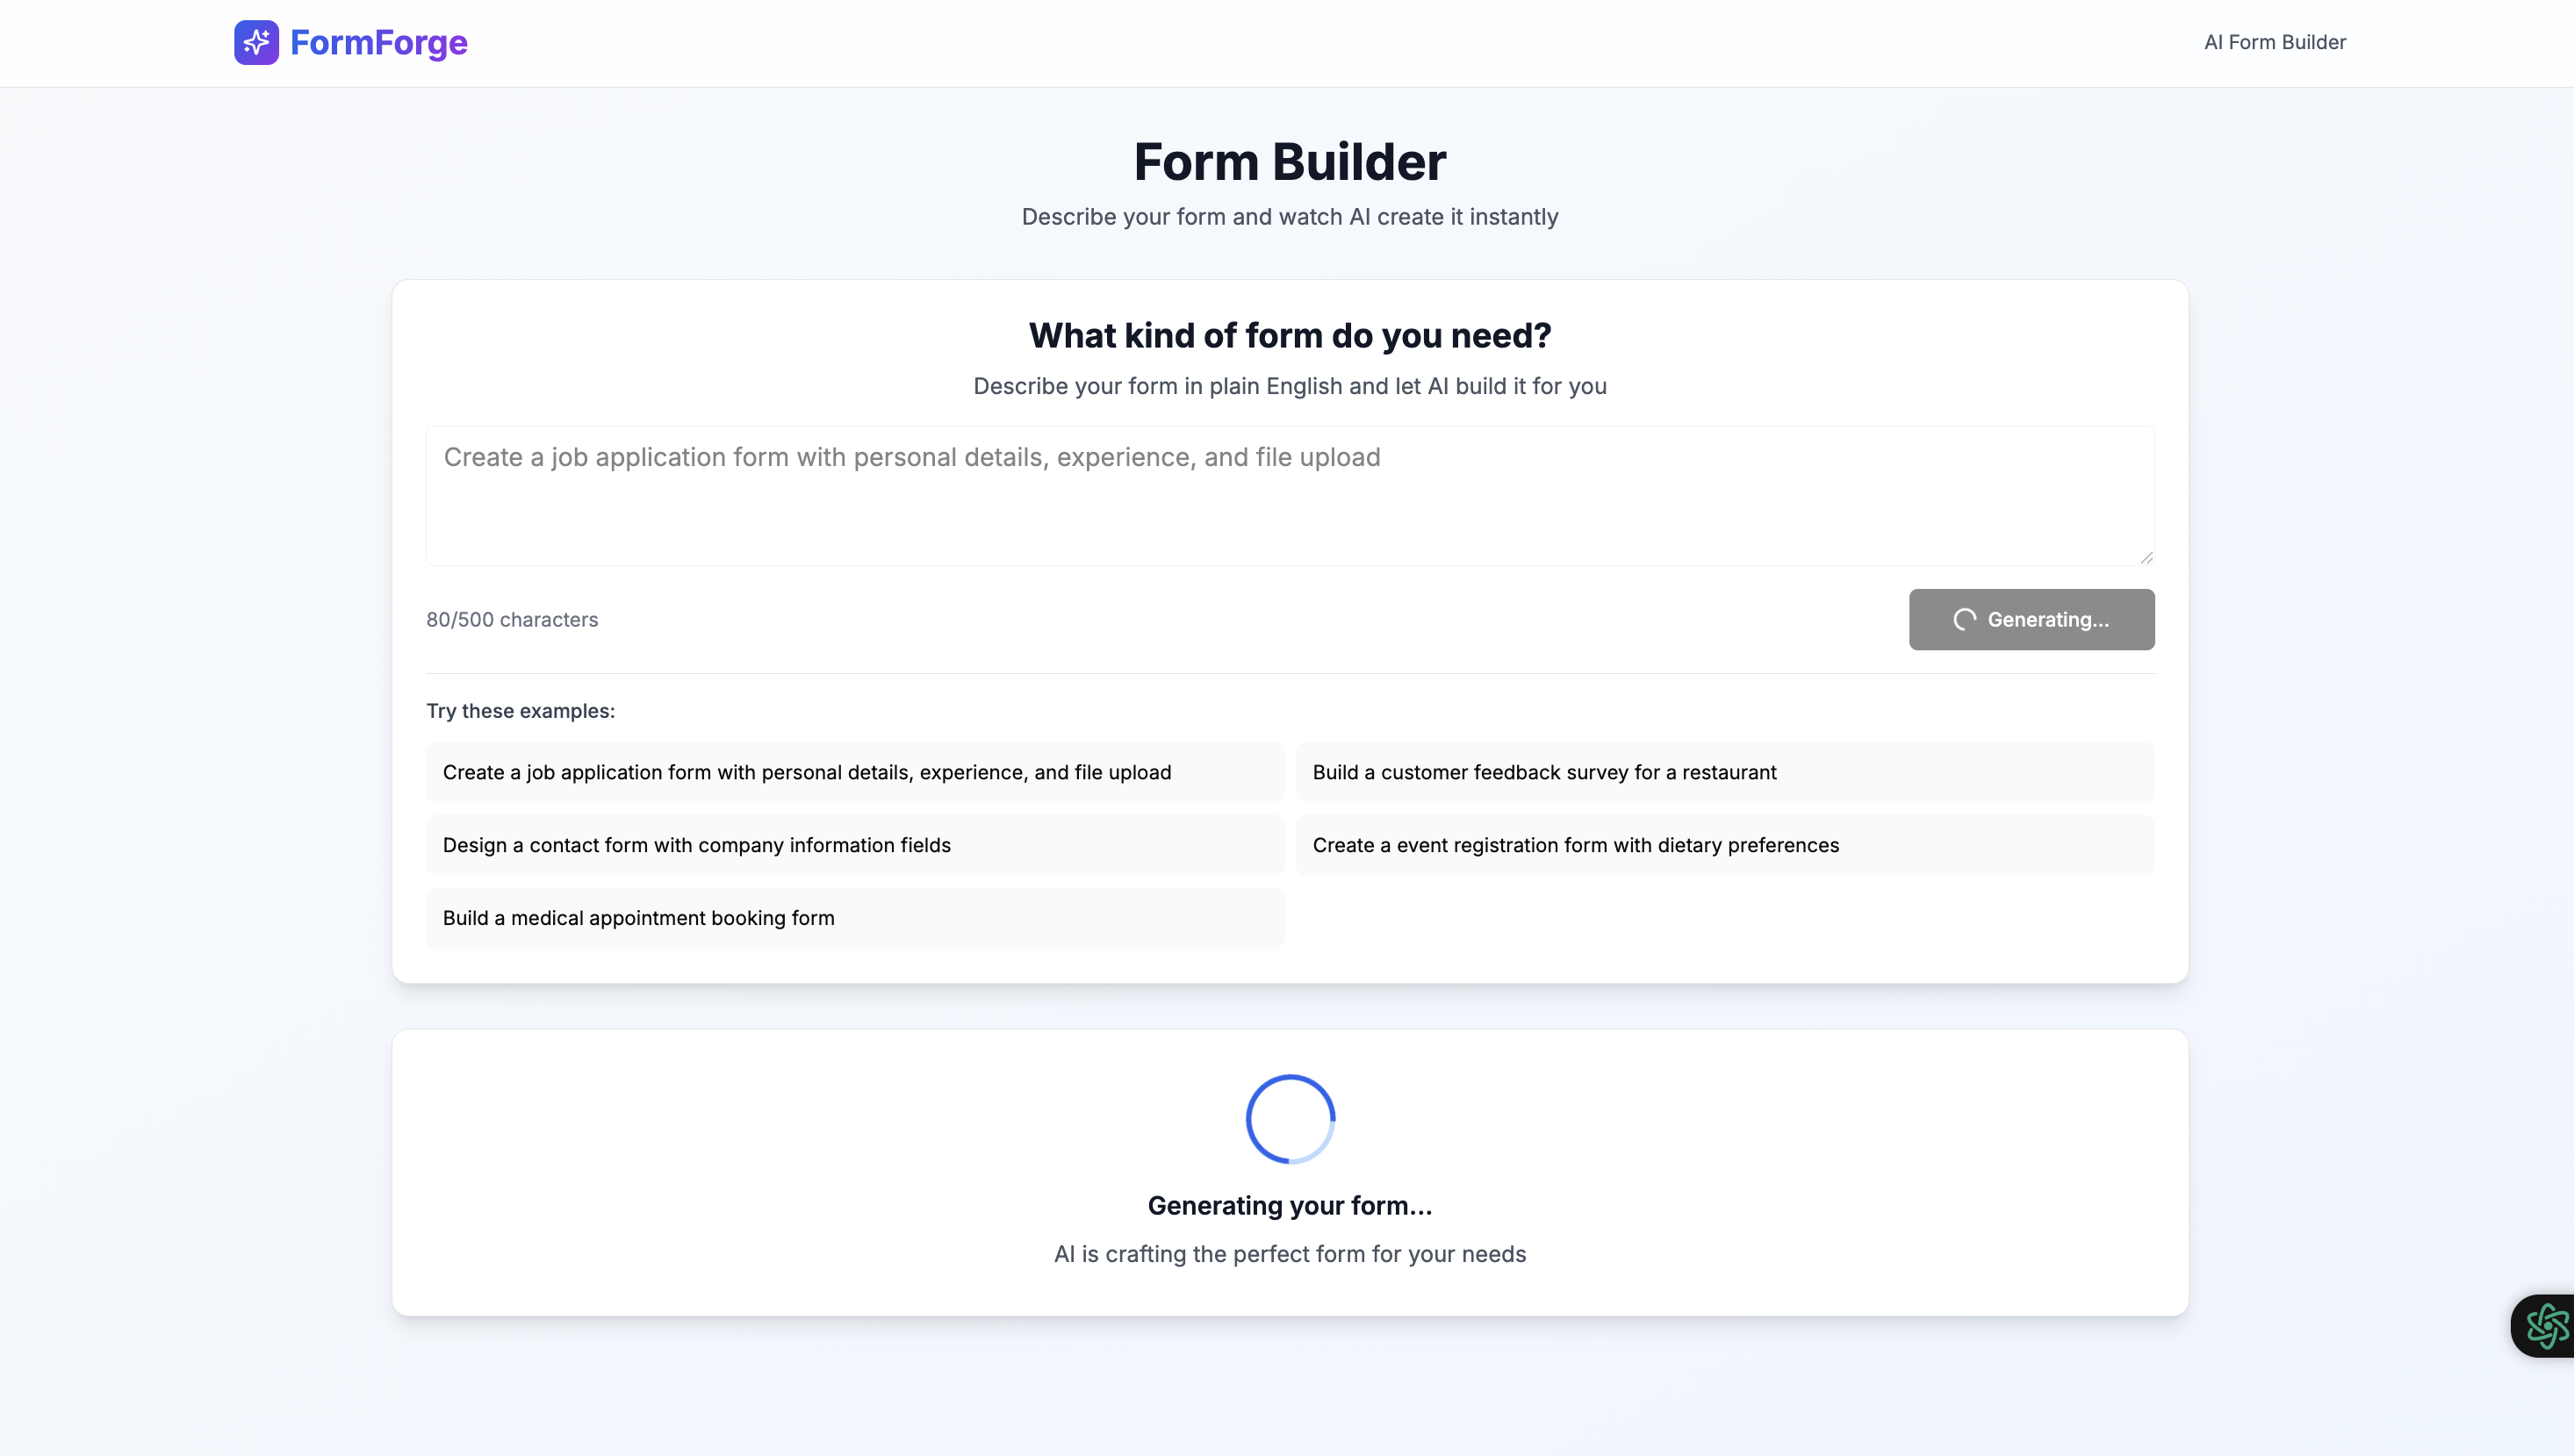 FormForge
AI Form Builder
Form Builder
Describe your form and watch AI create it instantly
What kind of form do you need?
Describe your form in plain English and let AI build it for you
Create a job application form with personal details, experience, and file upload
80/500 characters
Generating...
Try these examples:
Create a job application form with personal details, experience, and file upload
Build a customer feedback survey for a restaurant
Design a contact form with company information fields
Create a event registration form with dietary preferences
Build a medical appointment booking form
Generating your form...
AI is crafting the perfect form for your needs